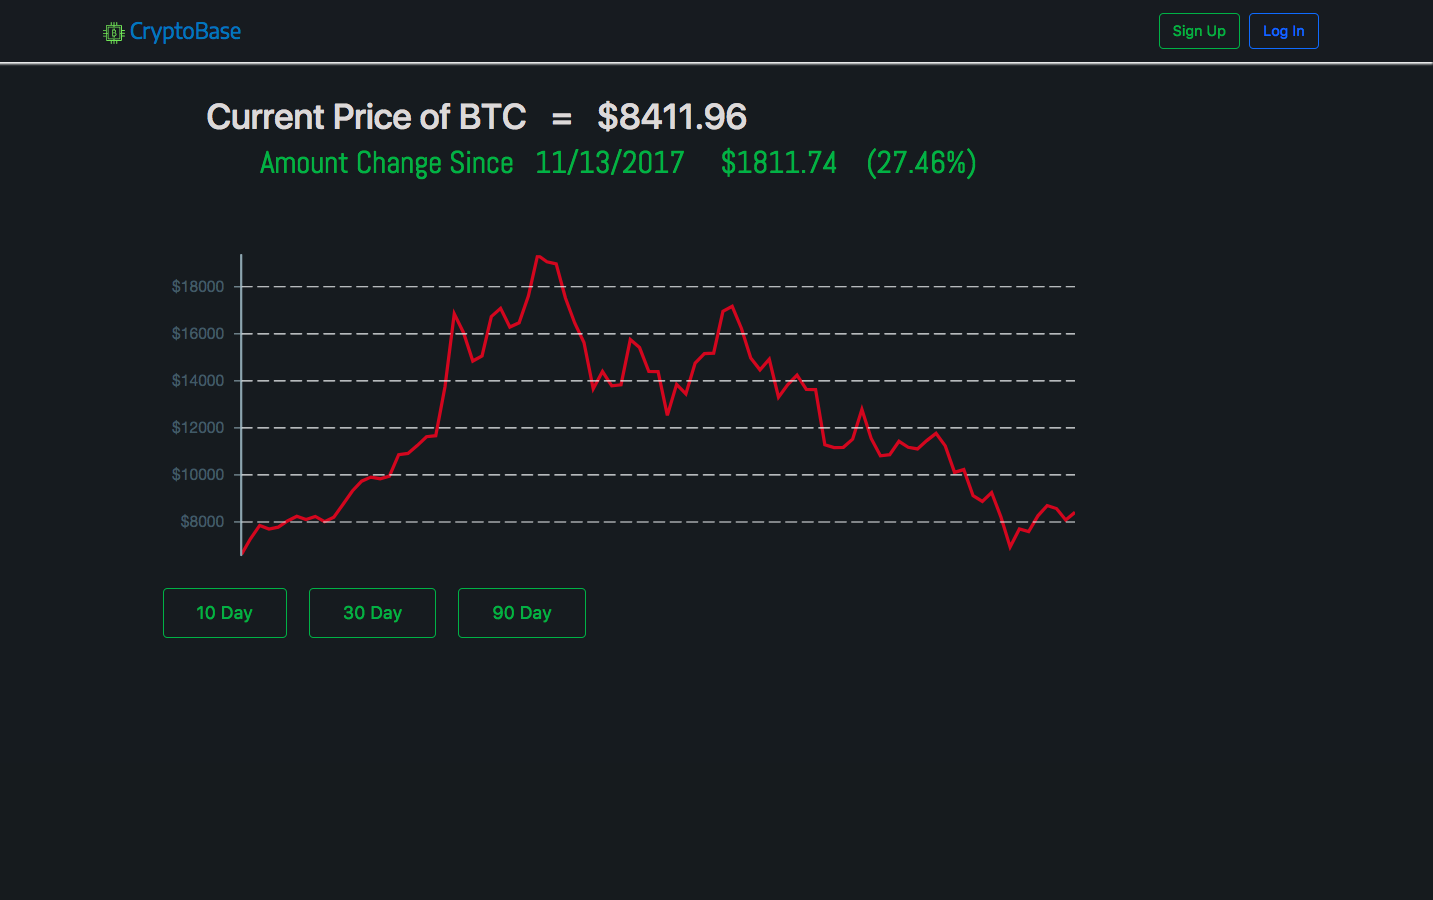 CryptoBase
Sign Up
Log In
Current Price of BTC = $8411.96
Amount Change Since 11/13/2017 $1811.74 (27.46%)
$18000
$16000
$14000
$12000
$10000
$8000
10 Day
30 Day
90 Day